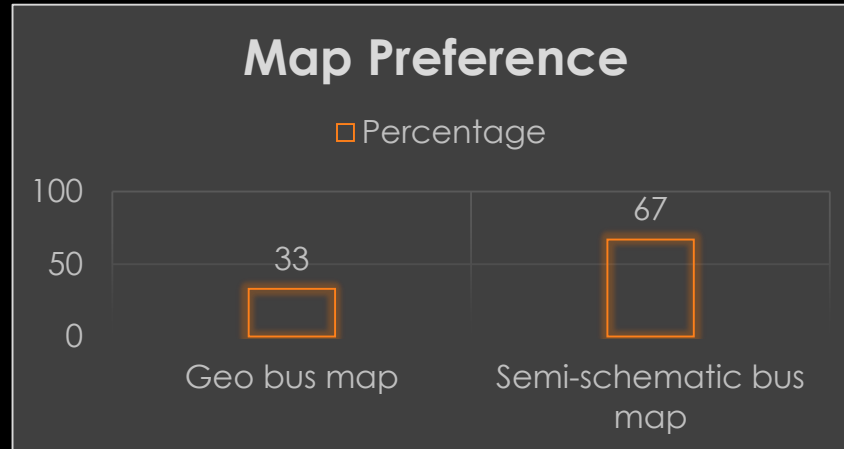 Map Preference
Percentage
100
50
0
33
67
Geo bus map
Semi-schematic bus
map